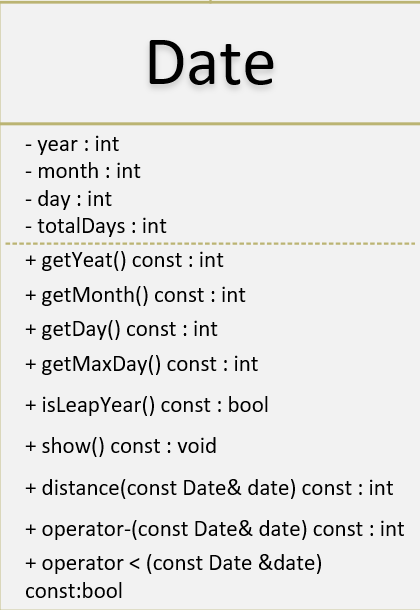 Date
- year : int
- month : int
- day : int
- totalDays : int
+ getYeat() const : int
+ getMonth() const : int
+ getDay() const : int
+ getMaxDay() const : int
+ isLeapYear() const : bool
+ show() const : void
+ distance(const Date& date) const : int
+ operator-(const Date& date) const : int
+ operator < (const Date &date)
const:bool